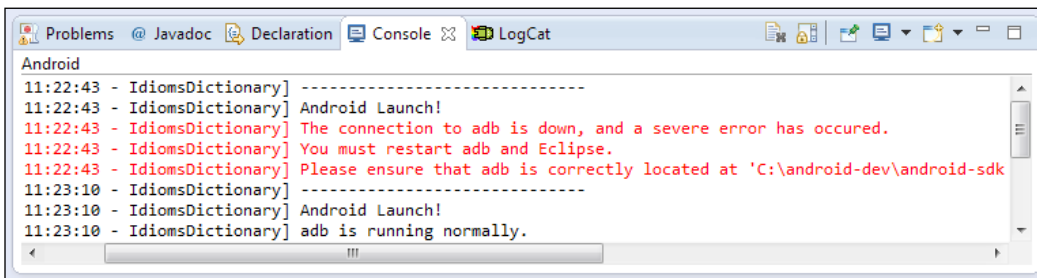 Problems @ Javadoc Declaration Console LogCat
Android
11:22:43 - IdiomsDictionary] ------------------------------
11:22:43 - IdiomsDictionary] Android Launch!
11:22:43 - IdiomsDictionary] The connection to adb is down, and a severe error has occured.
11:22:43 - IdiomsDictionary] You must restart adb and Eclipse.
11:22:43 - IdiomsDictionary] Please ensure that adb is correctly located at 'C:\android-dev\android-sdk
11:23:10 - IdiomsDictionary] ------------------------------
11:23:10 - IdiomsDictionary] Android Launch!
11:23:10 - IdiomsDictionary] adb is running normally.